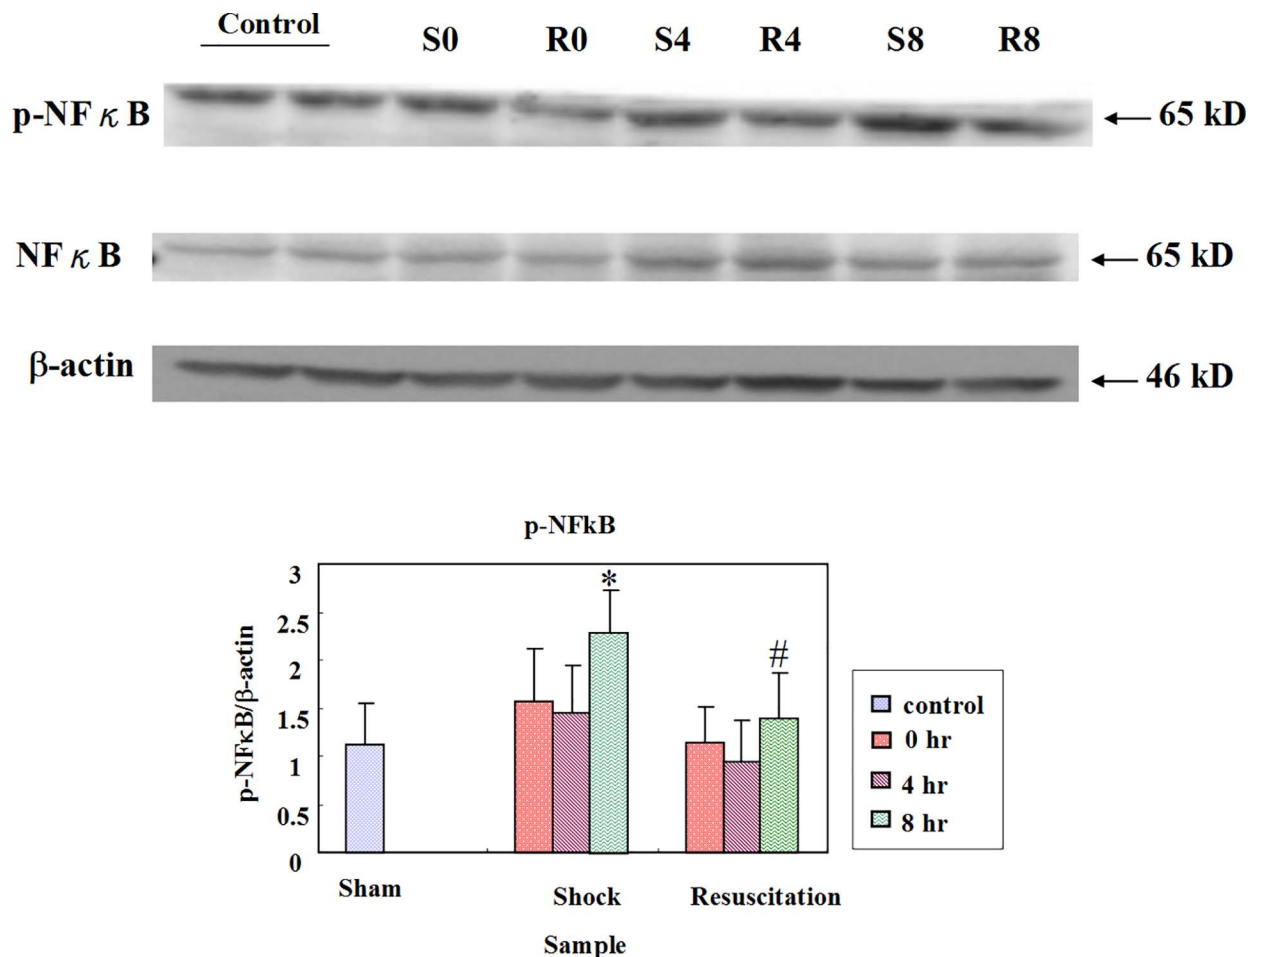 Control S0 R0 S4 R4 S8 R8
p-NFκB ← 65 kD
NFκB ← 65 kD
β-actin ← 46 kD
p-NFkB
3
2.5
2
1.5
1
0.5
0
p-NFκB/β-actin
*
#
Sham Shock Resuscitation
Sample
control
0 hr
4 hr
8 hr